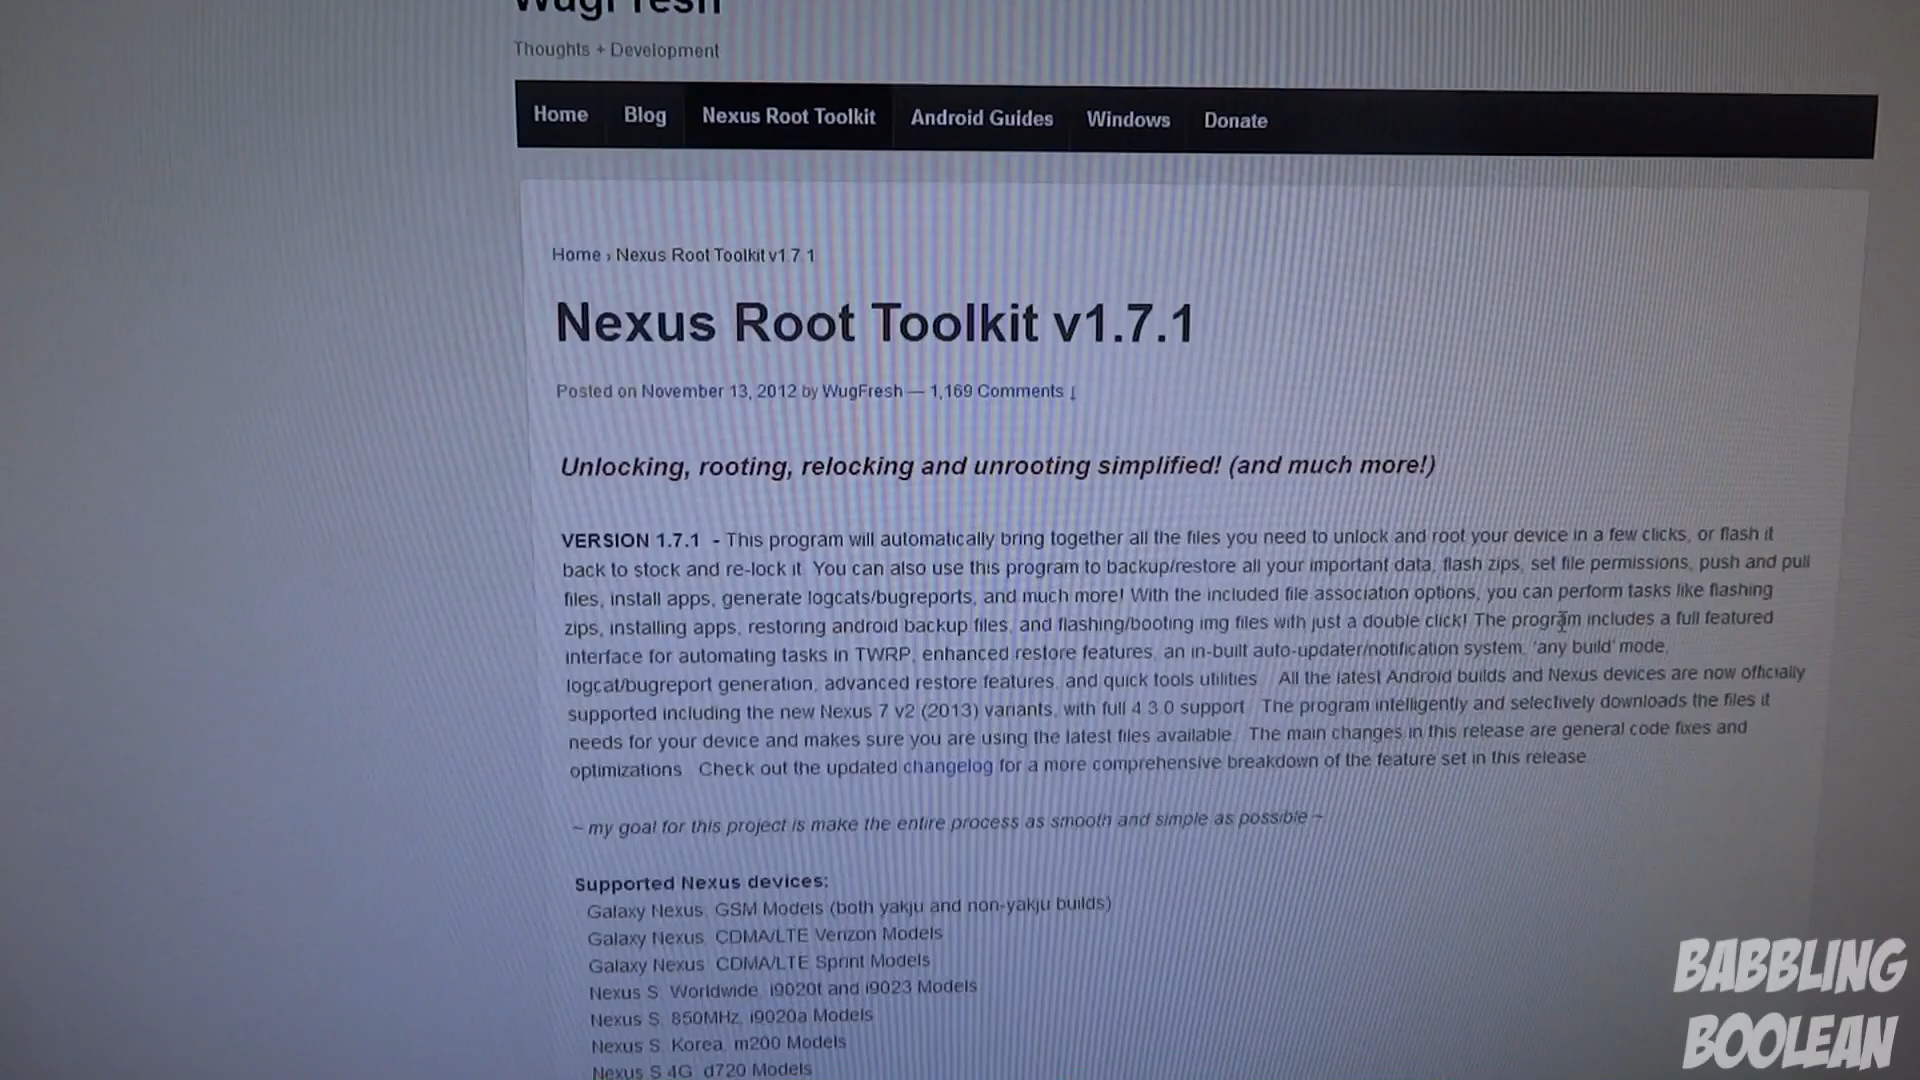 WugFresh
Thoughts + Development
Home Blog Nexus Root Toolkit Android Guides Windows Donate
Home › Nexus Root Toolkit v1.7.1
Nexus Root Toolkit v1.7.1
Posted on November 13, 2012 by WugFresh — 1,169 Comments ↓
Unlocking, rooting, relocking and unrooting simplified! (and much more!)
VERSION 1.7.1 - This program will automatically bring together all the files you need to unlock and root your device in a few clicks, or flash it
back to stock and re-lock it. You can also use this program to backup/restore all your important data, flash zips, set file permissions, push and pull
files, install apps, generate logcats/bugreports, and much more! With the included file association options, you can perform tasks like flashing
zips, installing apps, restoring android backup files, and flashing/booting img files with just a double click! The program includes a full featured
interface for automating tasks in TWRP, enhanced restore features, an in-built auto-updater/notification system, 'any build' mode,
logcat/bugreport generation, advanced restore features, and quick tools utilities. All the latest Android builds and Nexus devices are now officially
supported including the new Nexus 7 v2 (2013) variants, with full 4.3.0 support. The program intelligently and selectively downloads the files it
needs for your device and makes sure you are using the latest files available. The main changes in this release are general code fixes and
optimizations. Check out the updated changelog for a more comprehensive breakdown of the feature set in this release.
~ my goal for this project is make the entire process as smooth and simple as possible ~
Supported Nexus devices:
Galaxy Nexus: GSM Models (both yakju and non-yakju builds)
Galaxy Nexus: CDMA/LTE Verizon Models
Galaxy Nexus: CDMA/LTE Sprint Models
Nexus S: Worldwide, i9020t and i9023 Models
Nexus S: 850MHz, i9020a Models
Nexus S: Korea, m200 Models
Nexus S 4G: d720 Models
BABBLING
BOOLEAN